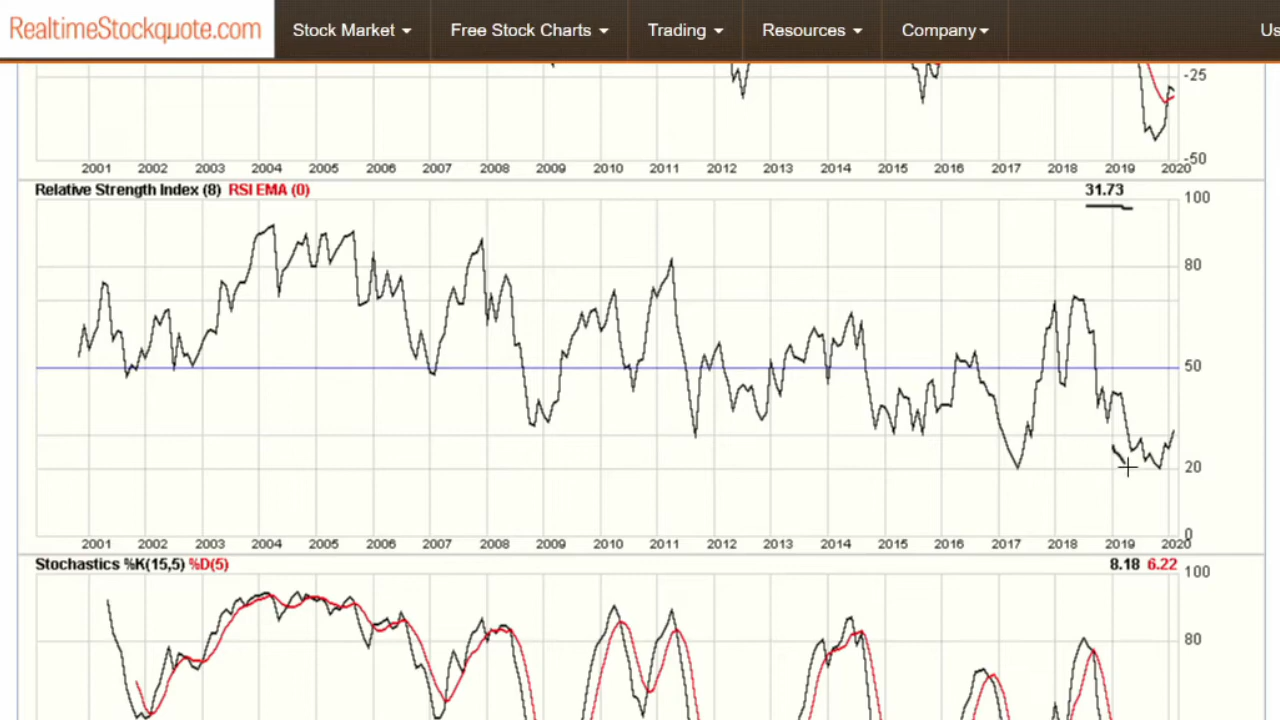 RealtimeStockquote.com Stock Market Free Stock Charts Trading Resources Company Us
-25
-50
2001 2002 2003 2004 2005 2006 2007 2008 2009 2010 2011 2012 2013 2014 2015 2016 2017 2018 2019 2020
Relative Strength Index (8) RSI EMA (0) 31.73
100
80
50
20
0
2001 2002 2003 2004 2005 2006 2007 2008 2009 2010 2011 2012 2013 2014 2015 2016 2017 2018 2019 2020
Stochastics %K(15,5) %D(5) 8.18 6.22
100
80